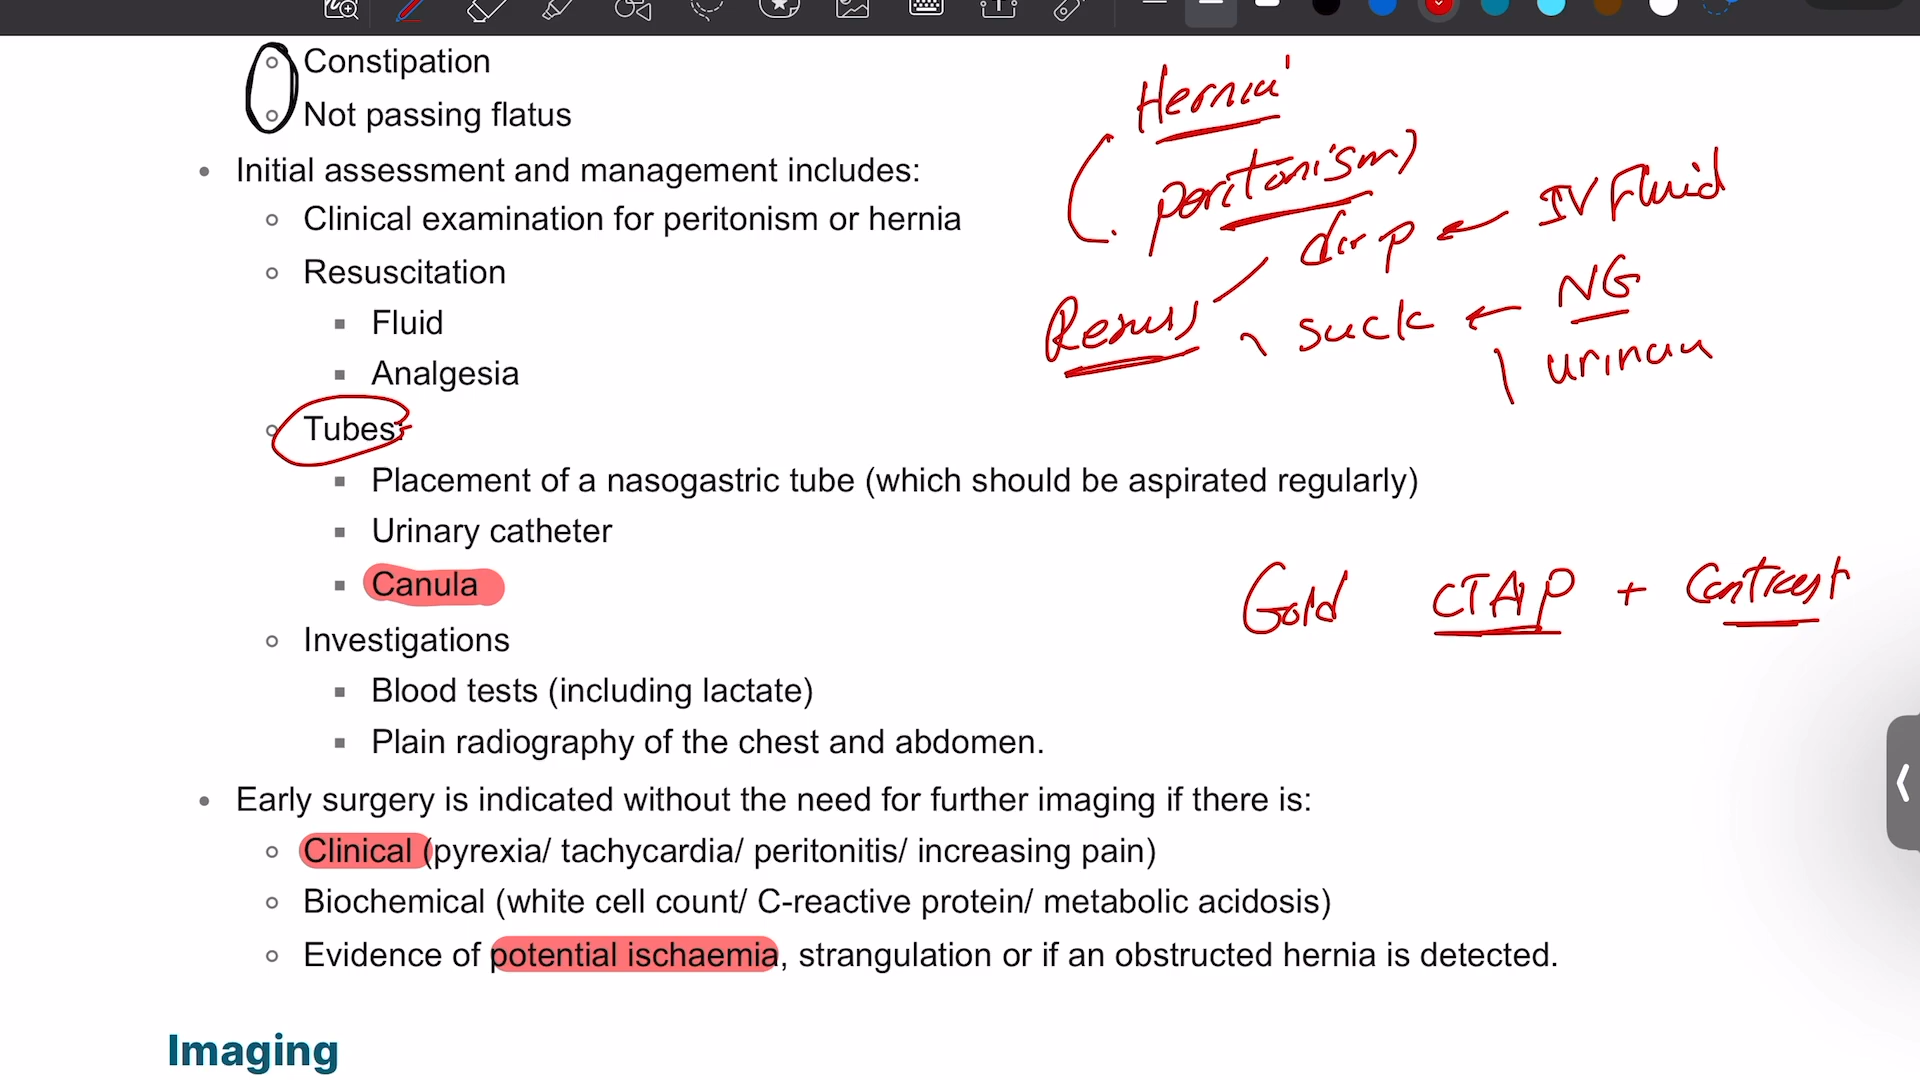 Constipation
Not passing flatus
Initial assessment and management includes:
Clinical examination for peritonism or hernia
Resuscitation
Fluid
Analgesia
Tubes:
Placement of a nasogastric tube (which should be aspirated regularly)
Urinary catheter
Canula
Investigations
Blood tests (including lactate)
Plain radiography of the chest and abdomen.
Early surgery is indicated without the need for further imaging if there is:
Clinical (pyrexia/ tachycardia/ peritonitis/ increasing pain)
Biochemical (white cell count/ C-reactive protein/ metabolic acidosis)
Evidence of potential ischaemia, strangulation or if an obstructed hernia is detected.
Imaging
Hernia
(peritonism)
drip ← IV Fluid
suck ← NG
urinary
Gold CTAP + Contrast